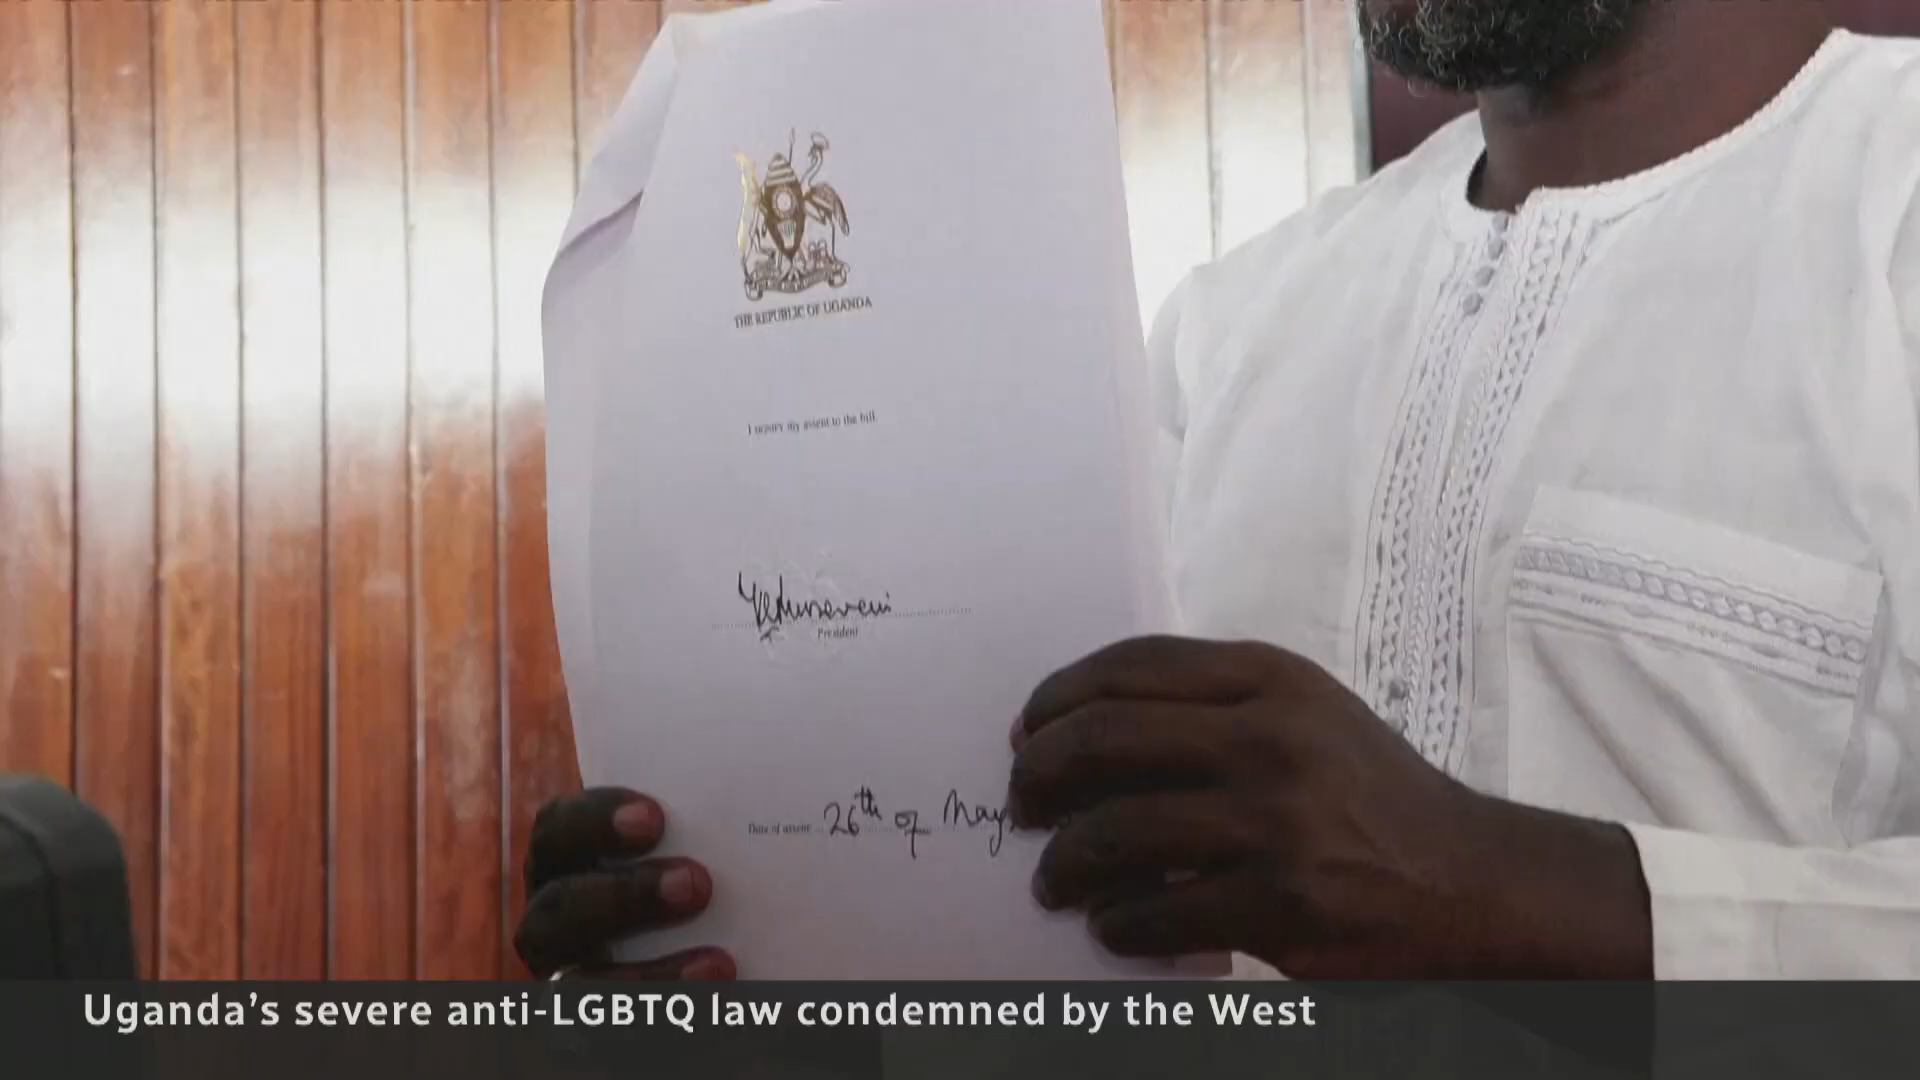 THE REPUBLIC OF UGANDA
I signify my assent to the bill.
President
Date of assent 26th of May
Uganda’s severe anti-LGBTQ law condemned by the West